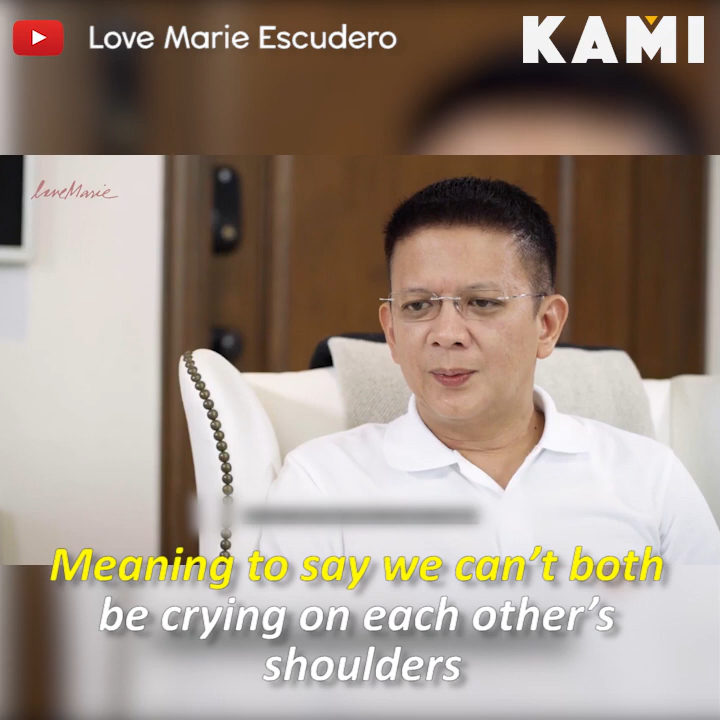 Love Marie Escudero
KAMI
loveMarie
Meaning to say we can't both
be crying on each other's
shoulders